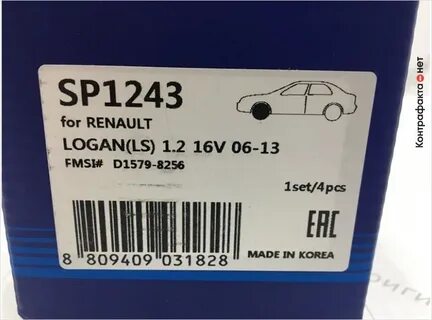 SP1243
for RENAULT
LOGAN(LS) 1.2 16V 06-13
FMSI# D1579-8256
1set/4pcs
EAC
MADE IN KOREA
8 809409 031828
Контрафакта нет